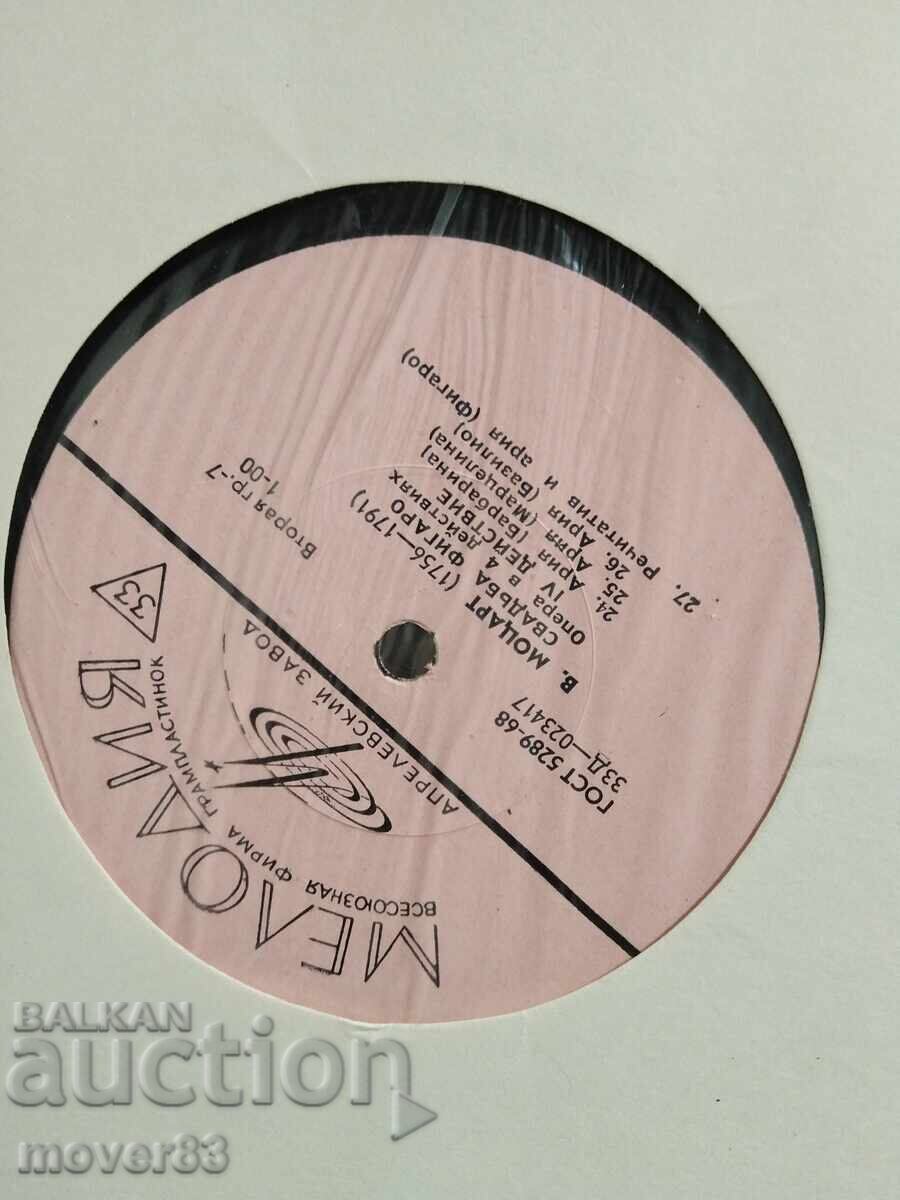 МЕЛОДИЯ
ВСЕСОЮЗНАЯ ФИРМА ГРАМПЛАСТИНОК
33
АПРЕЛЕВСКИЙ ЗАВОД
ГОСТ 5289-68
33Д—023417
Вторая гр.-7
1-00
В. МОЦАРТ (1756—1791)
СВАДЬБА ФИГАРО
опера в 4 действиях
IV ДЕЙСТВИЕ
24. Ария (Барбарина)
25. Ария (Марцелина)
26. Ария (Базилио)
27. Речитатив и ария (Фигаро)
BALKAN
auction
mover83